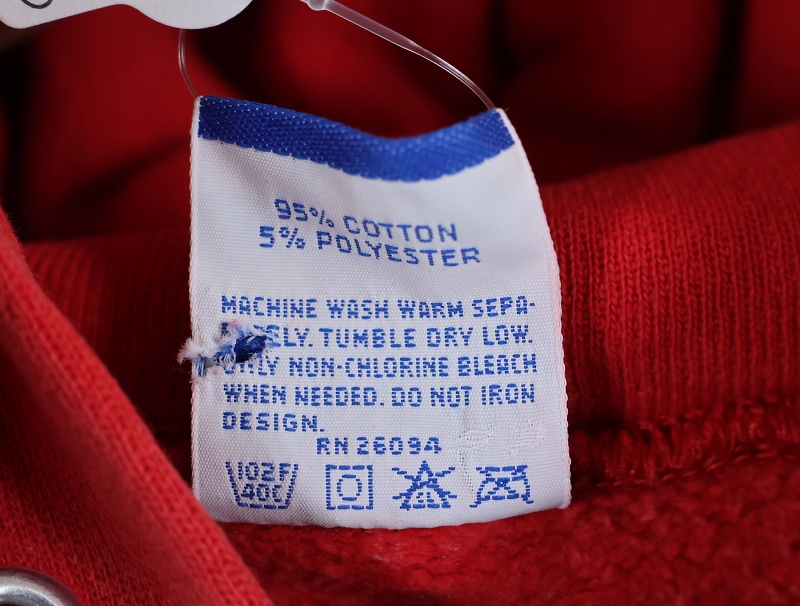 95% COTTON
5% POLYESTER
MACHINE WASH WARM SEPA-
TUMBLE DRY LOW.
ONLY NON-CHLORINE BLEACH
WHEN NEEDED. DO NOT IRON
DESIGN.
RN 26094
102F
40C